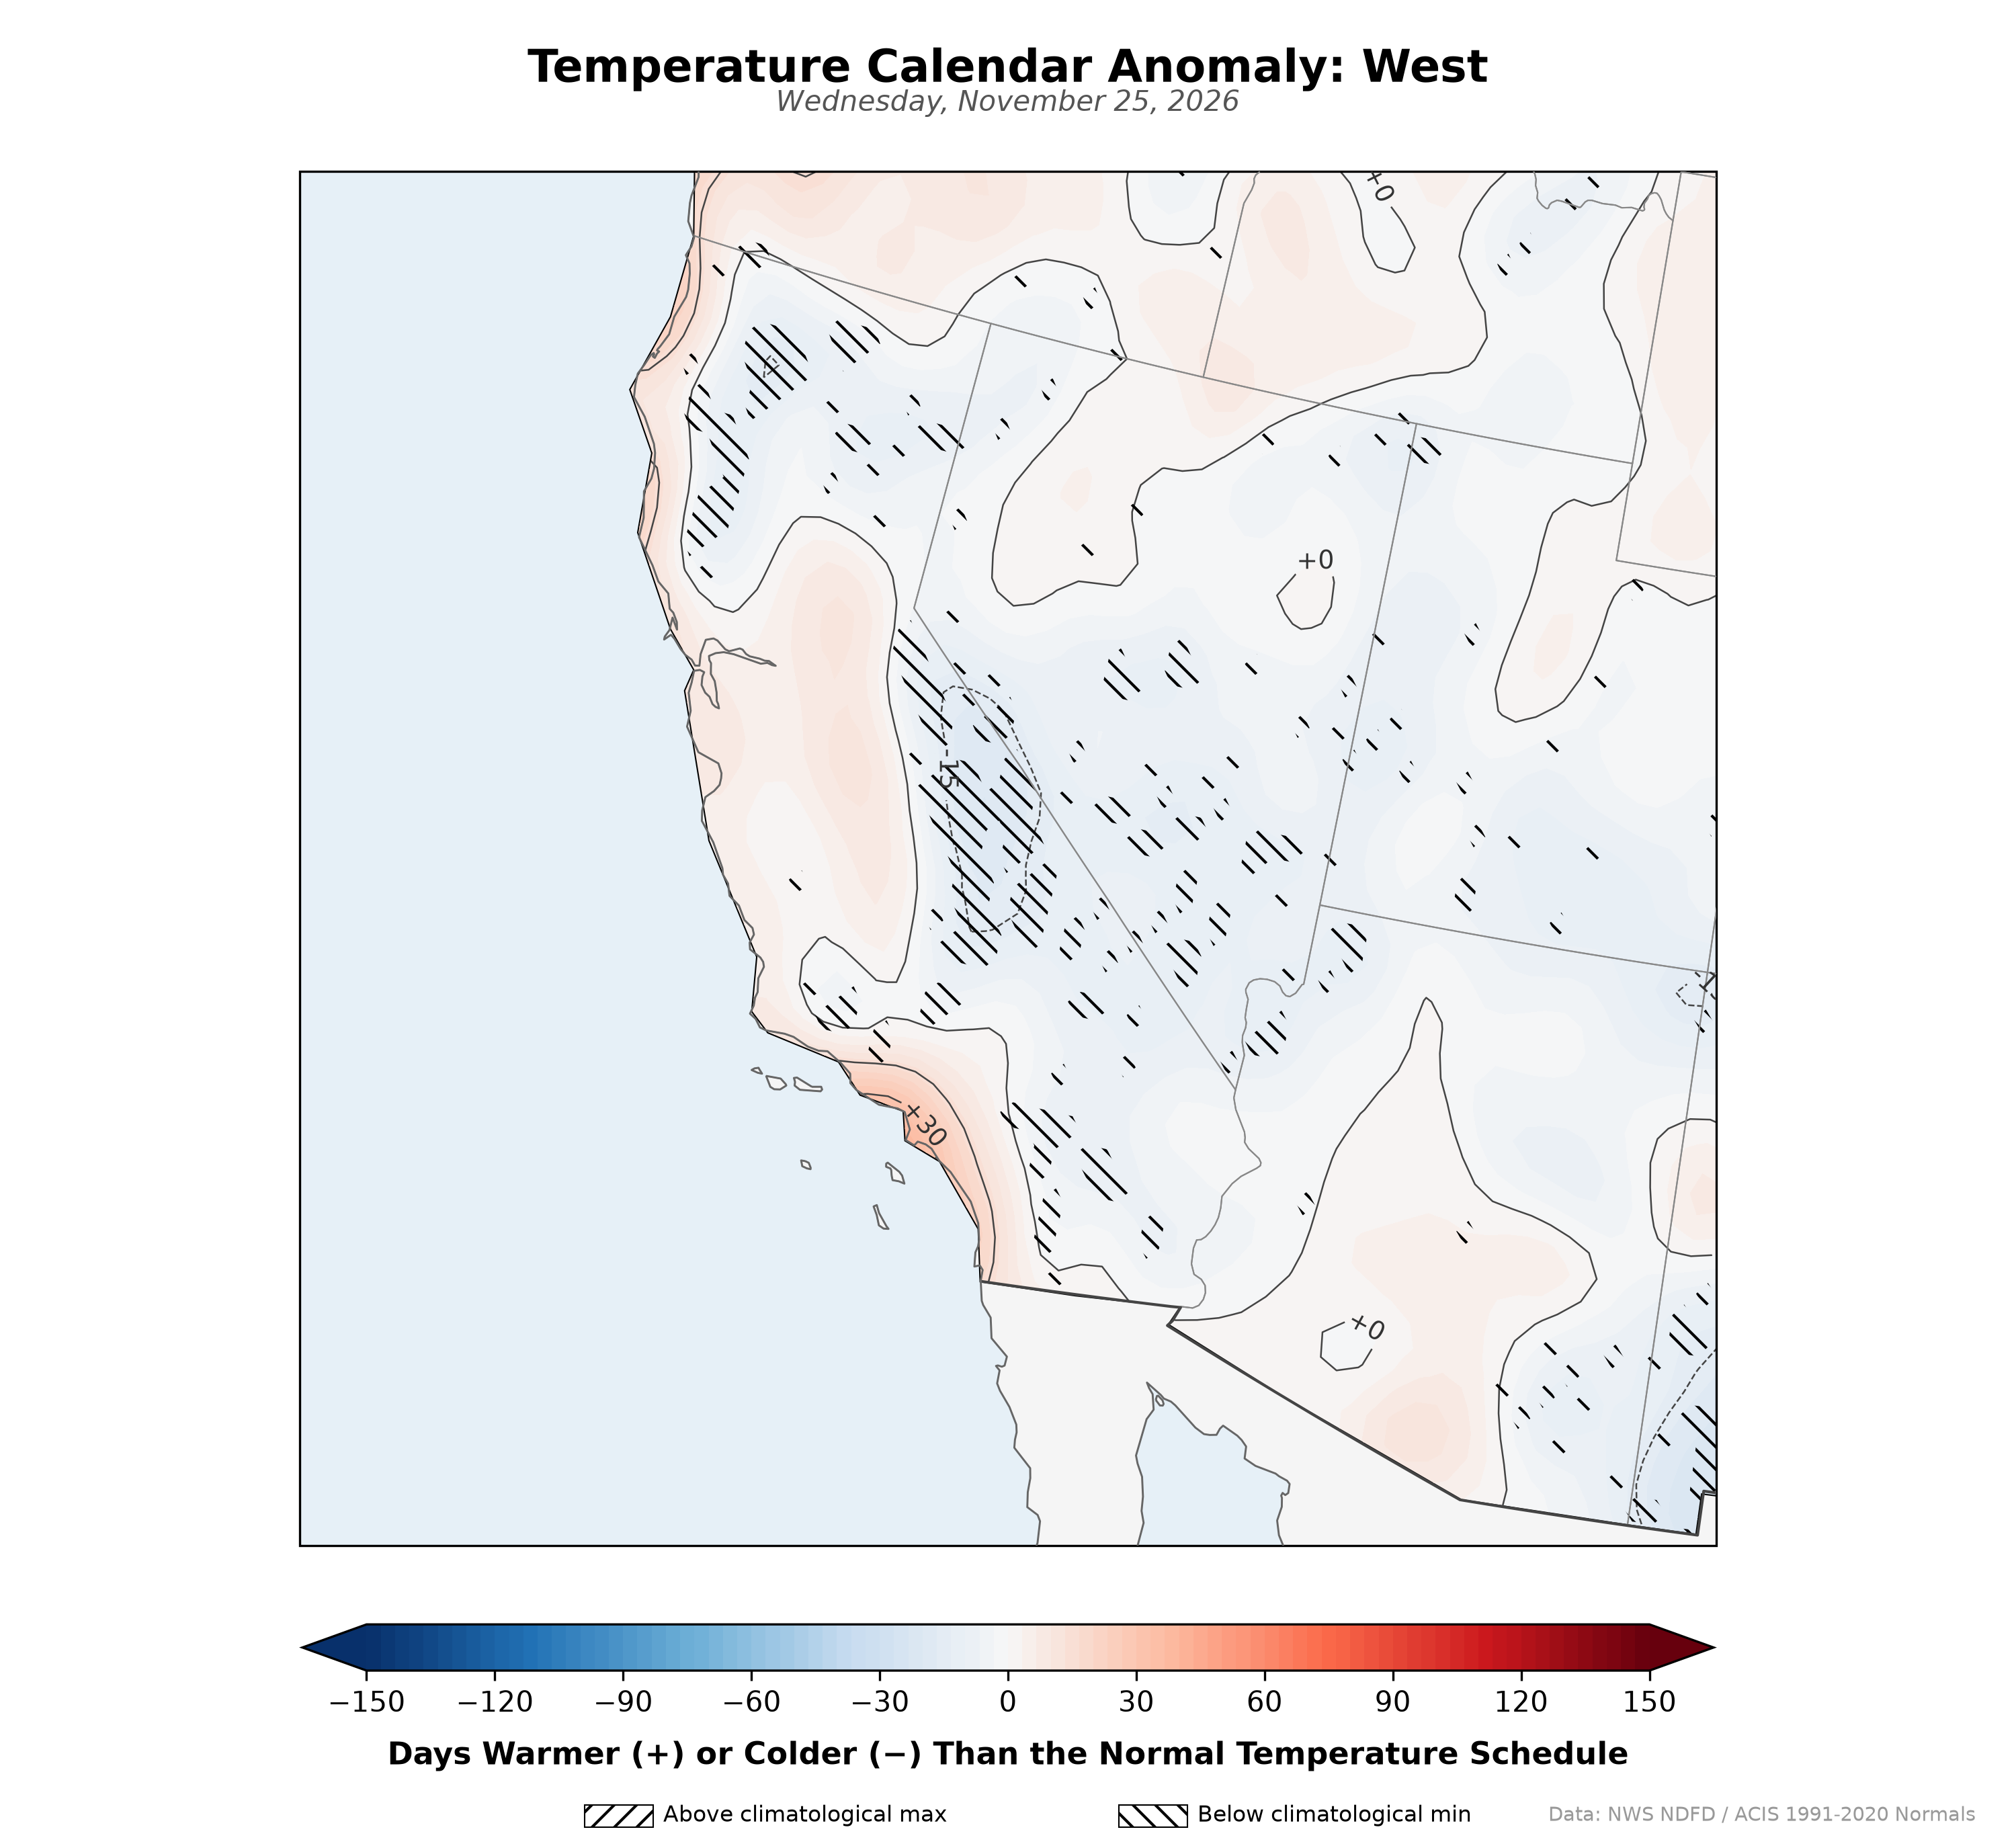 Temperature Calendar Anomaly: West
Wednesday, November 25, 2026
+0
+0
15
+30
+0
−150 −120 −90 −60 −30 0 30 60 90 120 150
Days Warmer (+) or Colder (−) Than the Normal Temperature Schedule
Above climatological max Below climatological min Data: NWS NDFD / ACIS 1991-2020 Normals